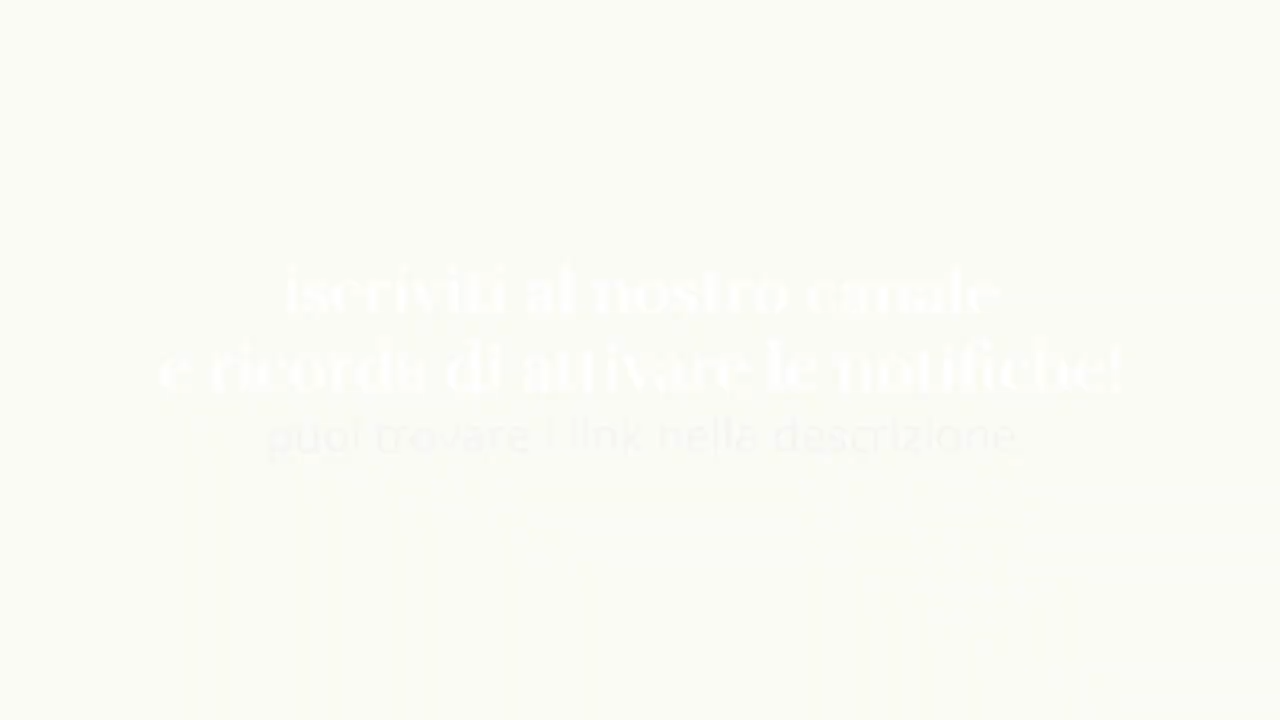 iscriviti al nostro canale
e ricorda di attivare le notifiche!
puoi trovare i link nella descrizione